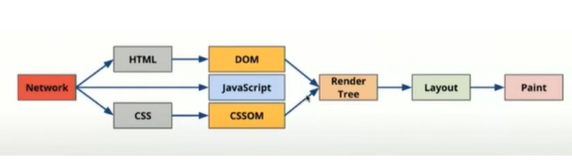 HTML
DOM
Network
JavaScript
Render
Tree
Layout
Paint
CSS
CSSOM